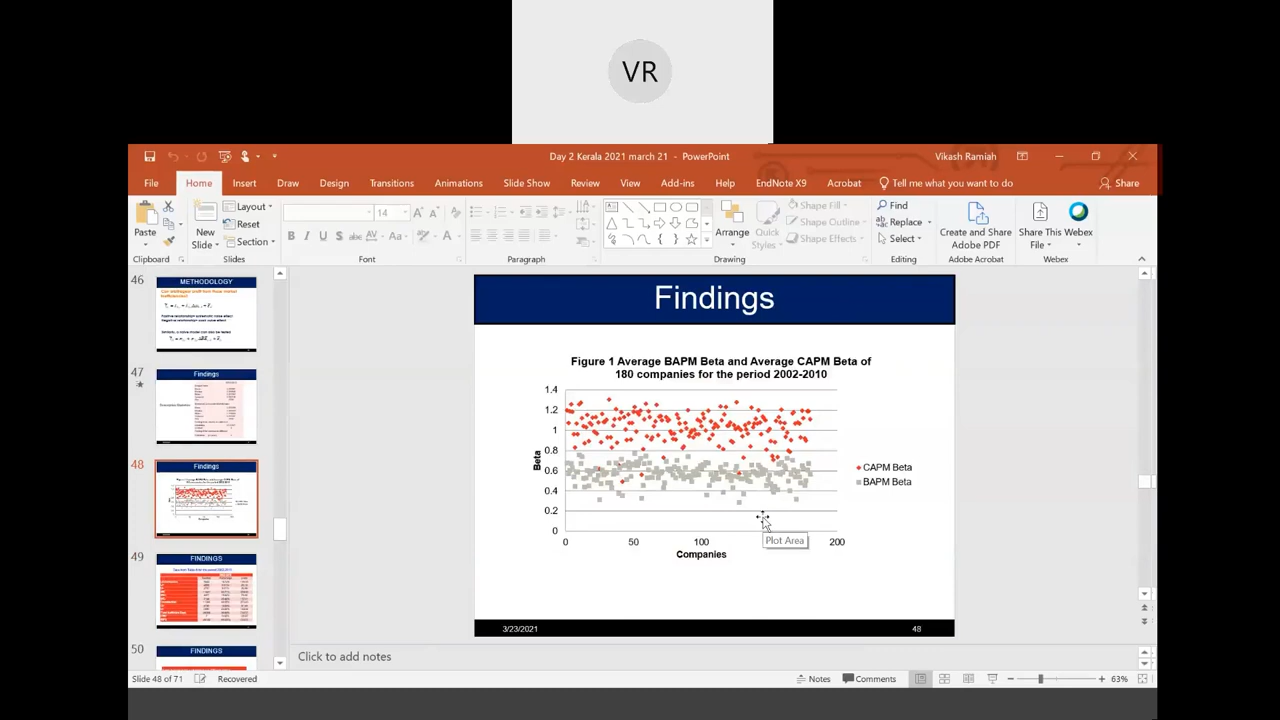 VR
Day 2 Kerala 2021 march 21 - PowerPoint
Vikash Ramiah
File Home Insert Draw Design Transitions Animations Slide Show Review View Add-ins Help EndNote X9 Acrobat Tell me what you want to do Share
Paste
New
Slide
Layout
Reset
Section
14
B I U S abc AV Aa A
Arrange
Quick
Styles
Shape Fill
Shape Outline
Shape Effects
Find
Replace
Select
Create and Share
Adobe PDF
Share This
File
Webex
Clipboard Slides Font Paragraph Drawing Editing Adobe Acrobat Webex
46
METHODOLOGY
47
Findings
48
Findings
49
FINDINGS
50
FINDINGS
Findings
Figure 1 Average BAPM Beta and Average CAPM Beta of
180 companies for the period 2002-2010
1.4
1.2
1
0.8
0.6
0.4
0.2
0
Beta
0 50 100 200
Companies
CAPM Beta
BAPM Beta
Plot Area
3/23/2021 48
Click to add notes
Slide 48 of 71 Recovered Notes Comments 63%